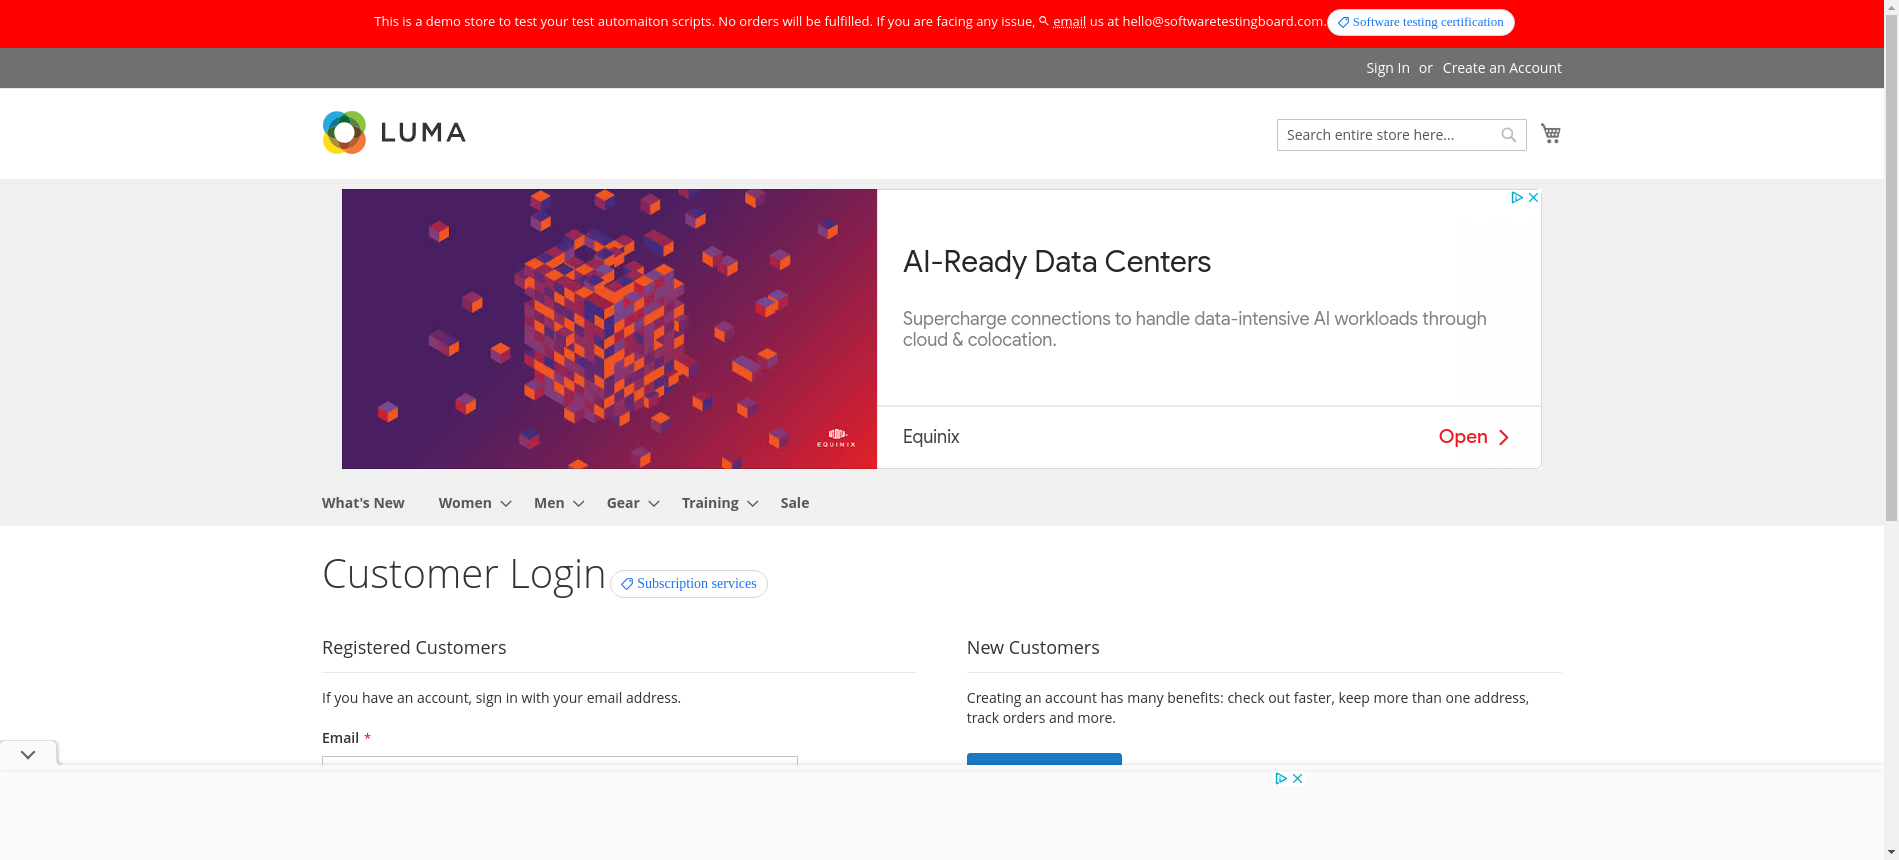 This is a demo store to test your test automaiton scripts. No orders will be fulfilled. If you are facing any issue, email us at hello@softwaretestingboard.com. Software testing certification
Sign In or Create an Account
LUMA
Search entire store here...
AI-Ready Data Centers
Supercharge connections to handle data-intensive AI workloads through
cloud & colocation.
EQUINIX
Equinix
Open
What's New Women Men Gear Training Sale
Customer Login Subscription services
Registered Customers
If you have an account, sign in with your email address.
Email *
New Customers
Creating an account has many benefits: check out faster, keep more than one address,
track orders and more.